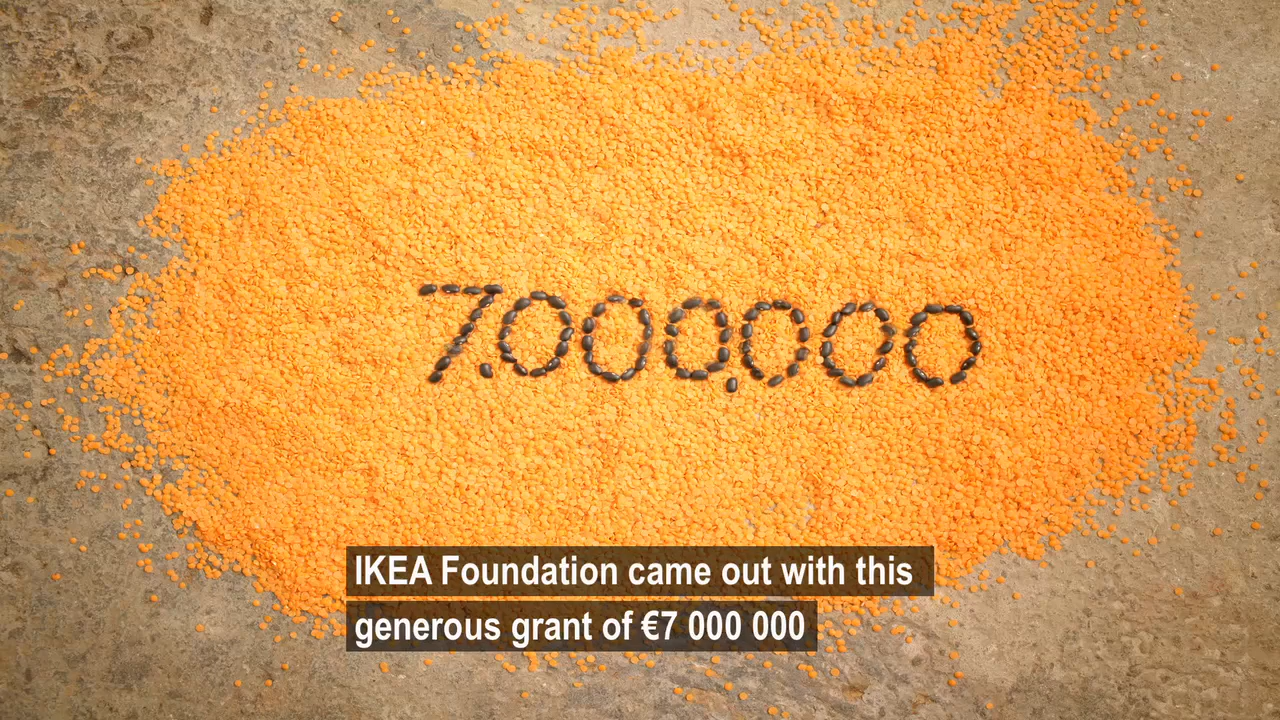 7.000.000
IKEA Foundation came out with this
generous grant of €7 000 000